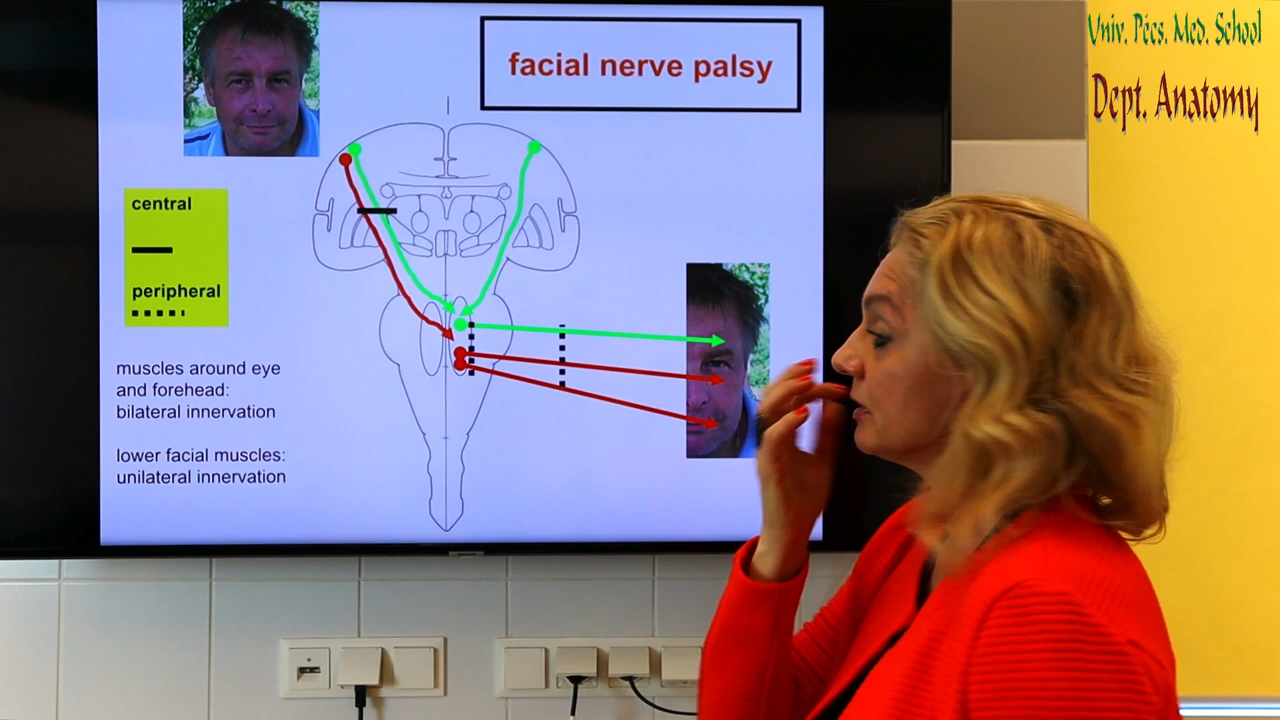 facial nerve palsy
central
peripheral
muscles around eye
and forehead:
bilateral innervation
lower facial muscles:
unilateral innervation
Univ. Pécs. Med. School
Dept. Anatomy